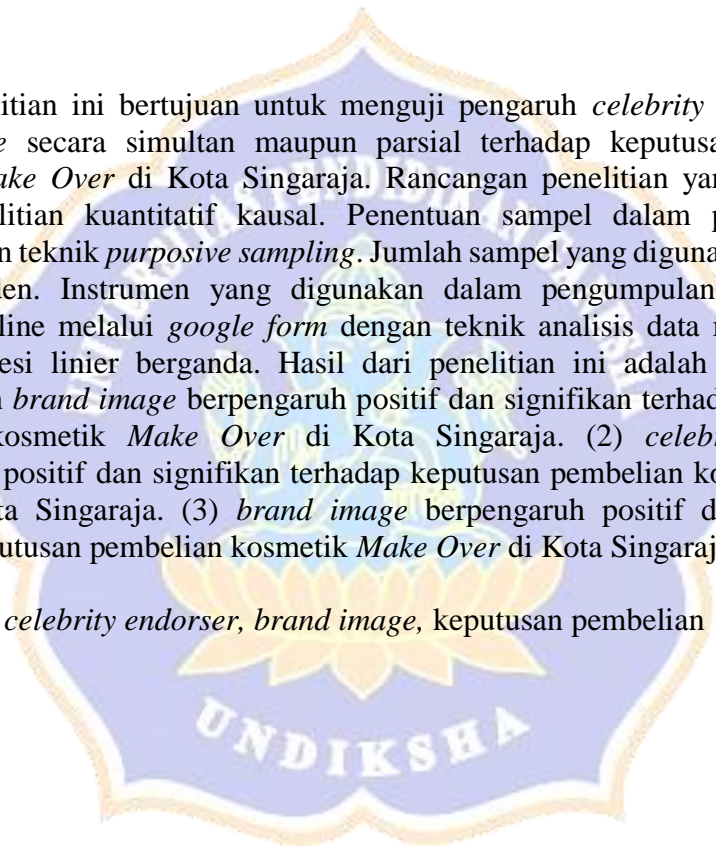 itian ini bertujuan untuk menguji pengaruh celebrity
e secara simultan maupun parsial terhadap keputusa
ake Over di Kota Singaraja. Rancangan penelitian yan
litian kuantitatif kausal. Penentuan sampel dalam p
n teknik purposive sampling. Jumlah sampel yang diguna
den. Instrumen yang digunakan dalam pengumpulan
line melalui google form dengan teknik analisis data
esi linier berganda. Hasil dari penelitian ini adalah
brand image berpengaruh positif dan signifikan terhad
kosmetik Make Over di Kota Singaraja. (2) celebr
positif dan signifikan terhadap keputusan pembelian ko
ta Singaraja. (3) brand image berpengaruh positif d
utusan pembelian kosmetik Make Over di Kota Singaraj
celebrity endorser, brand image, keputusan pembelian
UNIVERSITAS PENDIDIKAN GANESHA
UNDIKSHA